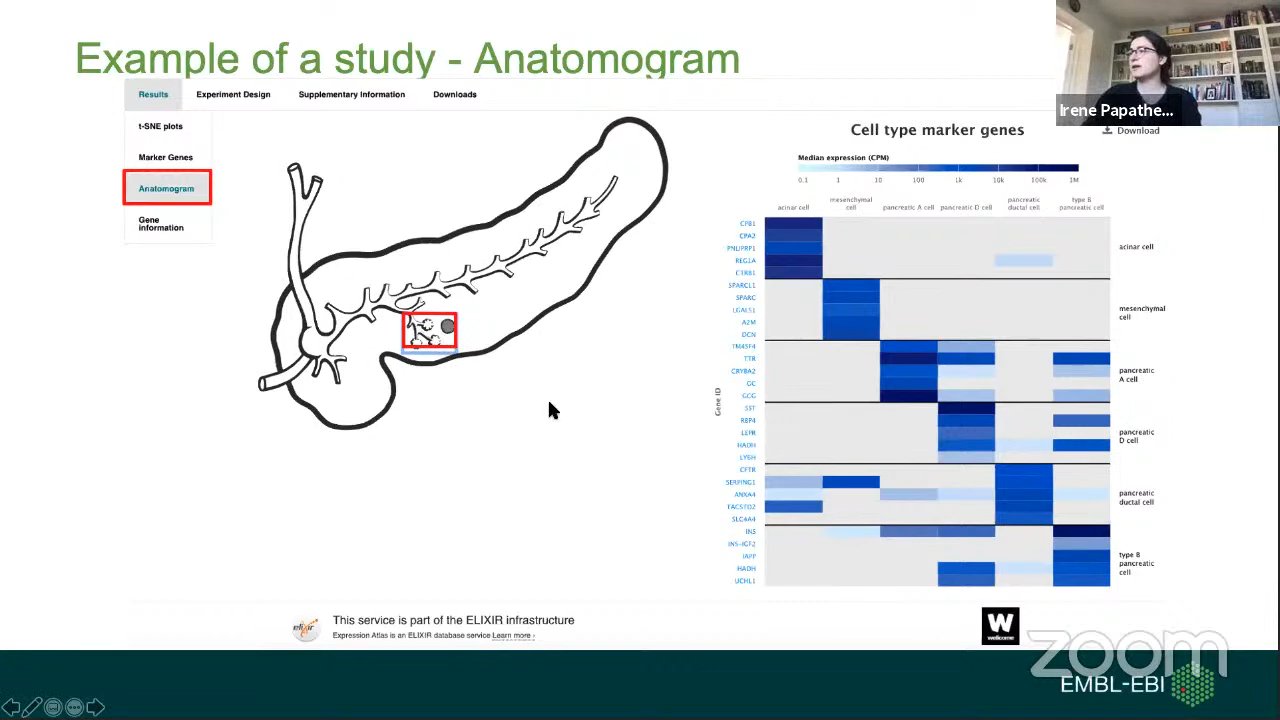 Example of a study - Anatomogram
Irene Papathe...
Results
Experiment Design
Supplementary Information
Downloads
t-SNE plots
Marker Genes
Anatomogram
Gene
information
Cell type marker genes
Download
Median expression (CPM)
0.1 1 10 100 1k 10k 100k 1M
acinar cell
mesenchymal
cell
pancreatic A cell
pancreatic D cell
pancreatic
ductal cell
type B
pancreatic cell
Gene ID
CPB1
CPA2
PNLIPRP1
REG1A
CTRB1
acinar cell
SPARCL1
SPARC
LGALS1
A2M
DCN
mesenchymal
cell
TM4SF4
TTR
CRYBA2
GC
GCG
pancreatic
A cell
SST
RBP4
LEPR
HADH
LY6H
pancreatic
D cell
CFTR
SERPING1
ANXA4
TACSTD2
SLC4A4
pancreatic
ductal cell
INS
INS-IGF2
IAPP
HADH
UCHL1
type B
pancreatic
cell
elixir
This service is part of the ELIXIR infrastructure
Expression Atlas is an ELIXIR database service Learn more ›
W
wellcome
zoom
EMBL-EBI